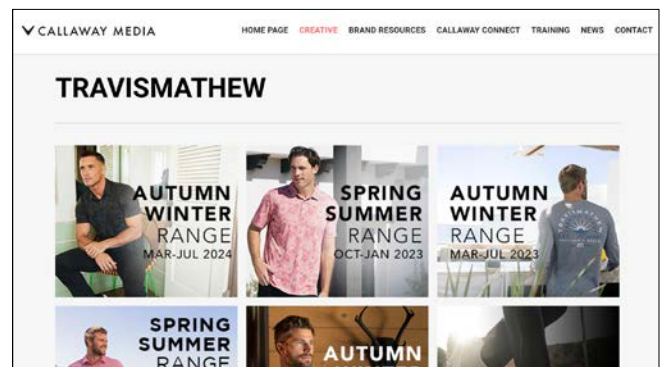 CALLAWAY MEDIA
HOME PAGE CREATIVE BRAND RESOURCES CALLAWAY CONNECT TRAINING NEWS CONTACT
TRAVISMATHEW
AUTUMN
WINTER
RANGE
MAR-JUL 2024
SPRING
SUMMER
RANGE
OCT-JAN 2023
AUTUMN
WINTER
RANGE
MAR-JUL 2023
TRAVISMATHEW
SPRING
SUMMER
RANGE
AUTUMN